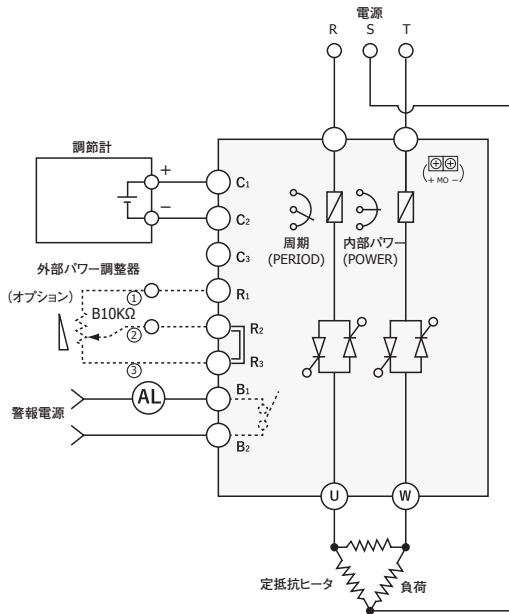 電源
R S T
調節計
+
−
C1
C2
C3
(+ MO −)
周期
(PERIOD)
内部パワー
(POWER)
外部パワー調整器
(オプション)
B10KΩ
①
②
③
R1
R2
R3
AL
B1
B2
警報電源
U
W
定抵抗ヒータ
負荷